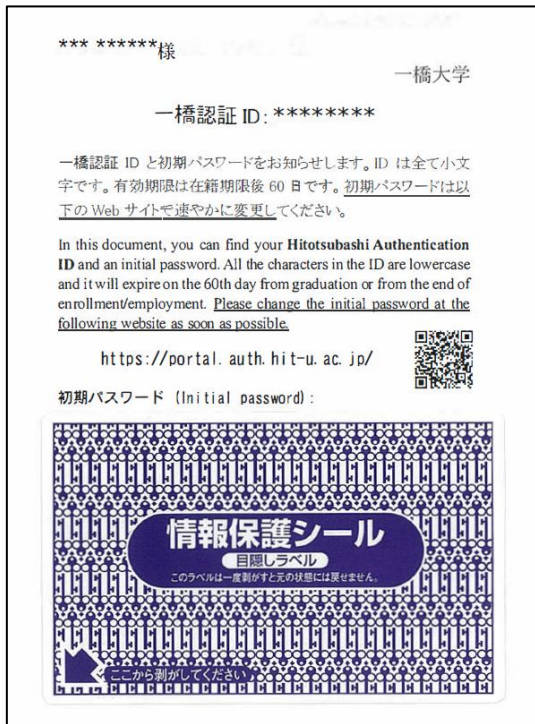 *** ******様
一橋大学
一橋認証 ID: ********
一橋認証 ID と初期パスワードをお知らせします。ID は全て小文
字です。有効期限は在籍期限後 60 日です。初期パスワードは以
下の Web サイトで速やかに変更してください。
In this document, you can find your Hitotsubashi Authentication
ID and an initial password. All the characters in the ID are lowercase
and it will expire on the 60th day from graduation or from the end of
enrollment/employment. Please change the initial password at the
following website as soon as possible.
https://portal.auth.hit-u.ac.jp/
初期パスワード (Initial password):
情報保護シール
目隠しラベル
このラベルは一度剥がすと元の状態には戻せません。
ここから剥がしてください